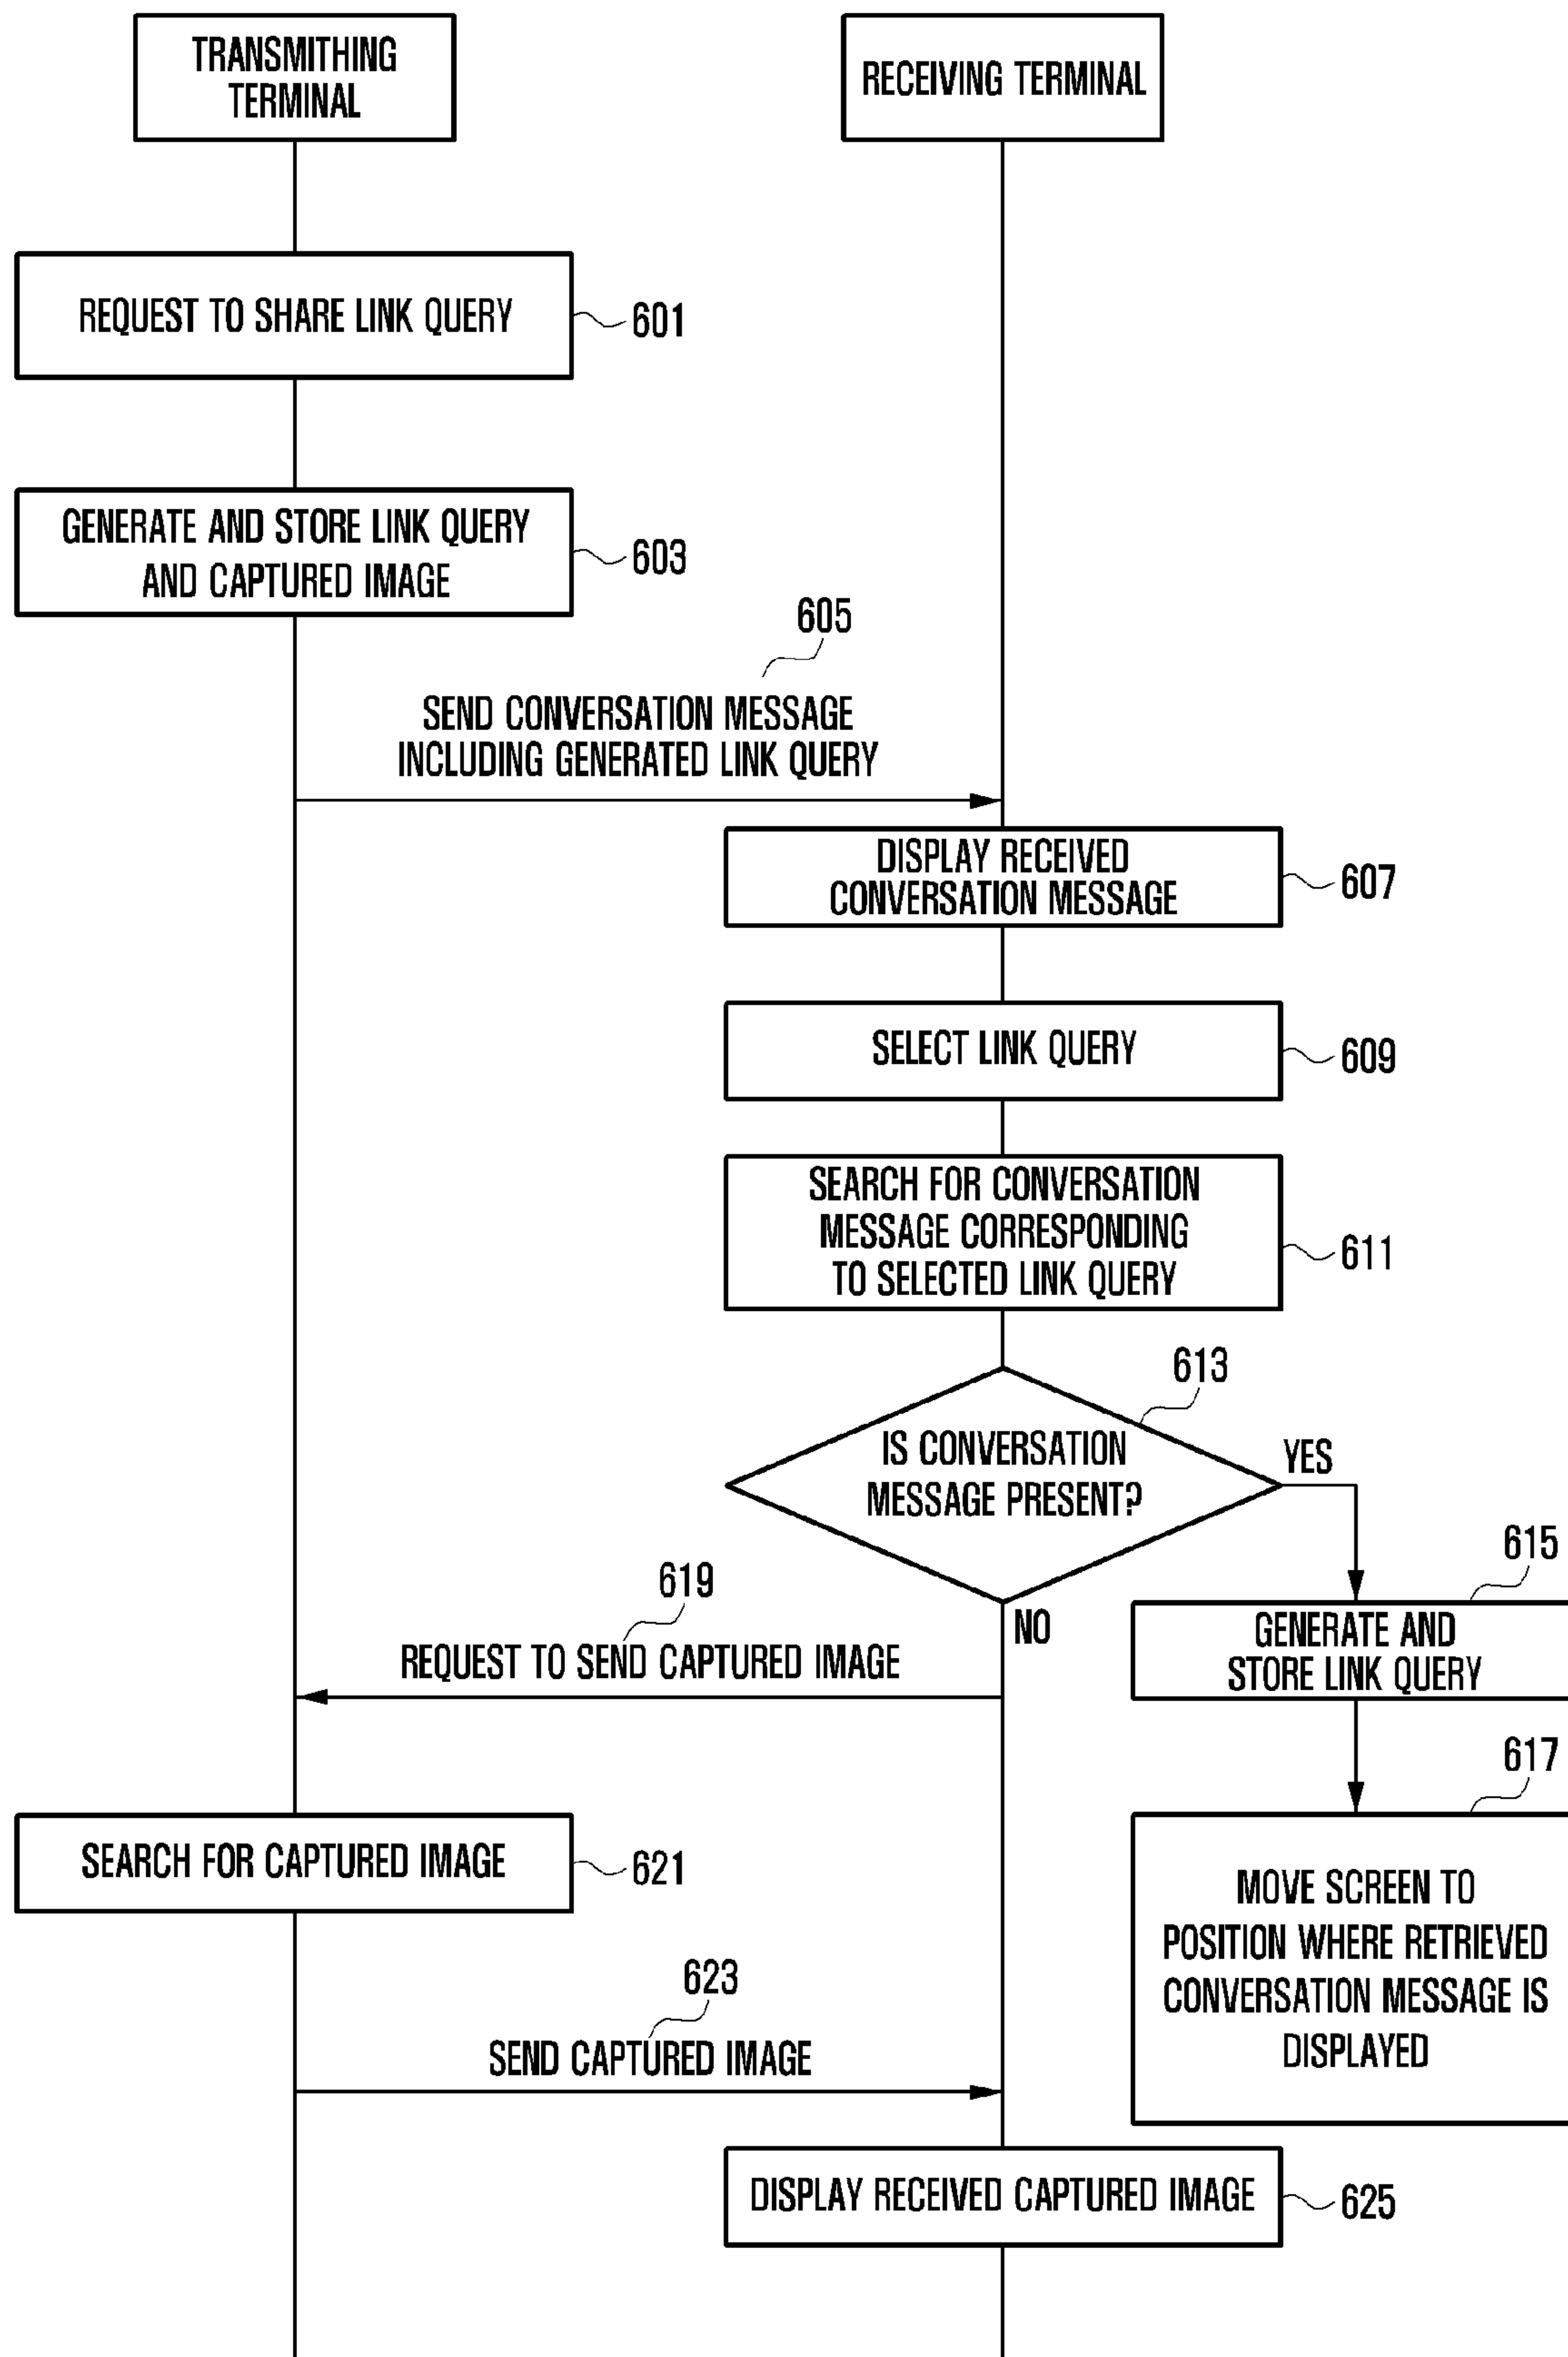 TRANSMITHING
TERMINAL
RECEIVING TERMINAL
REQUEST TO SHARE LINK QUERY
601
GENERATE AND STORE LINK QUERY
AND CAPTURED IMAGE
603
605
SEND CONVERSATION MESSAGE
INCLUDING GENERATED LINK QUERY
DISPLAY RECEIVED
CONVERSATION MESSAGE
607
SELECT LINK QUERY
609
SEARCH FOR CONVERSATION
MESSAGE CORRESPONDING
TO SELECTED LINK QUERY
611
613
IS CONVERSATION
MESSAGE PRESENT?
YES
NO
615
GENERATE AND
STORE LINK QUERY
617
MOVE SCREEN TO
POSITION WHERE RETRIEVED
CONVERSATION MESSAGE IS
DISPLAYED
619
REQUEST TO SEND CAPTURED IMAGE
SEARCH FOR CAPTURED IMAGE
621
623
SEND CAPTURED IMAGE
DISPLAY RECEIVED CAPTURED IMAGE
625